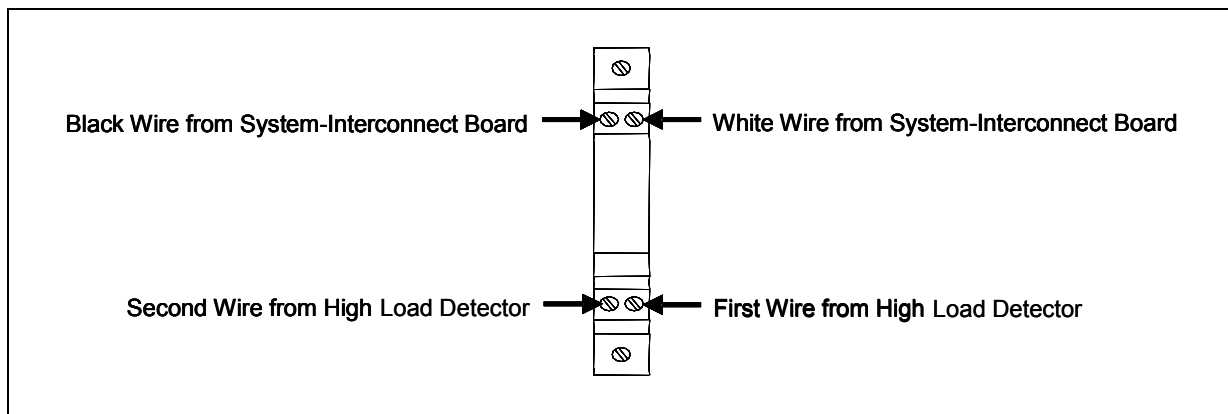 Black Wire from System-Interconnect Board
White Wire from System-Interconnect Board
Second Wire from High Load Detector
First Wire from High Load Detector